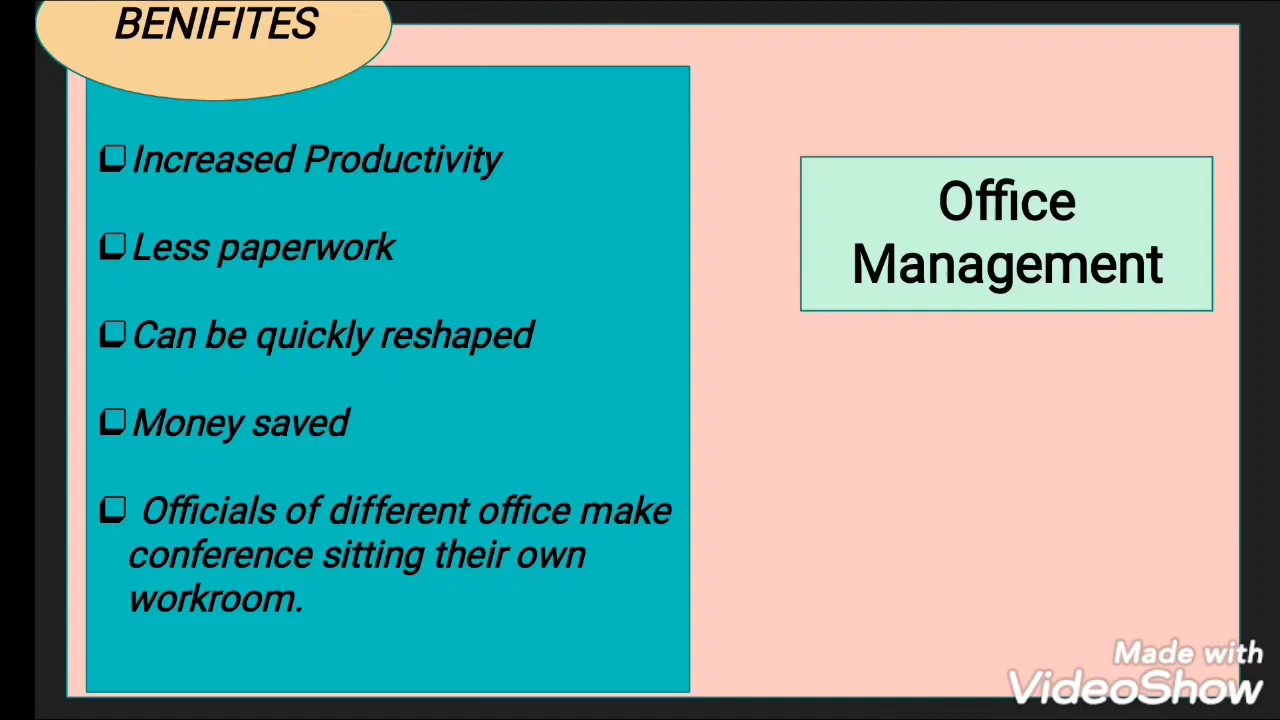 BENIFITES
Increased Productivity
Less paperwork
Can be quickly reshaped
Money saved
Officials of different office make
conference sitting their own
workroom.
Office
Management
Made with
VideoShow